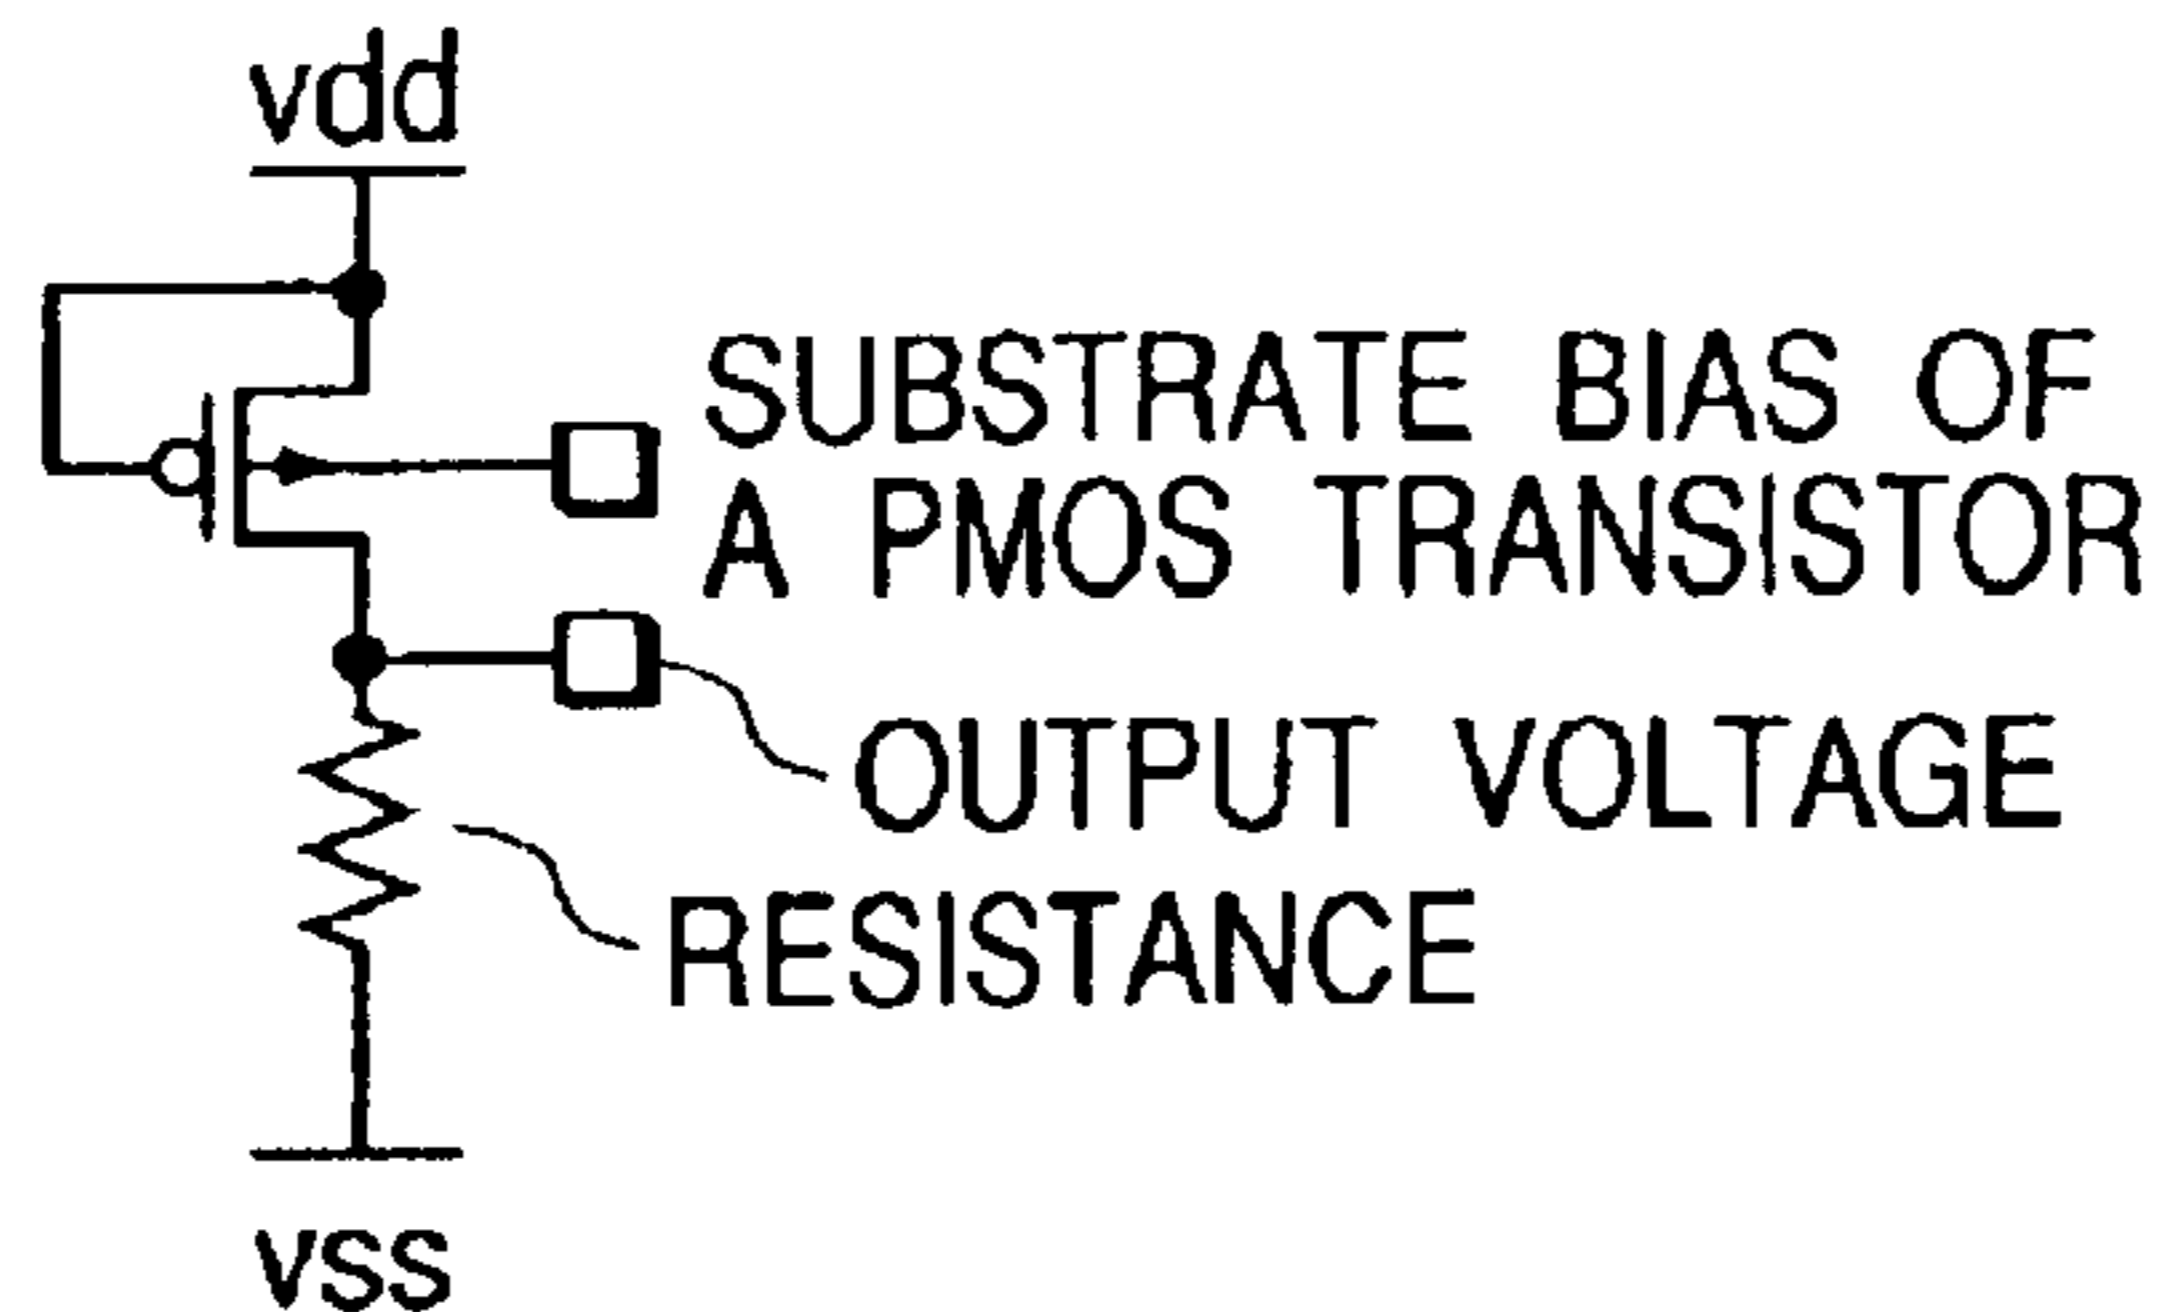 vdd
SUBSTRATE BIAS OF
A PMOS TRANSISTOR
OUTPUT VOLTAGE
RESISTANCE
vss